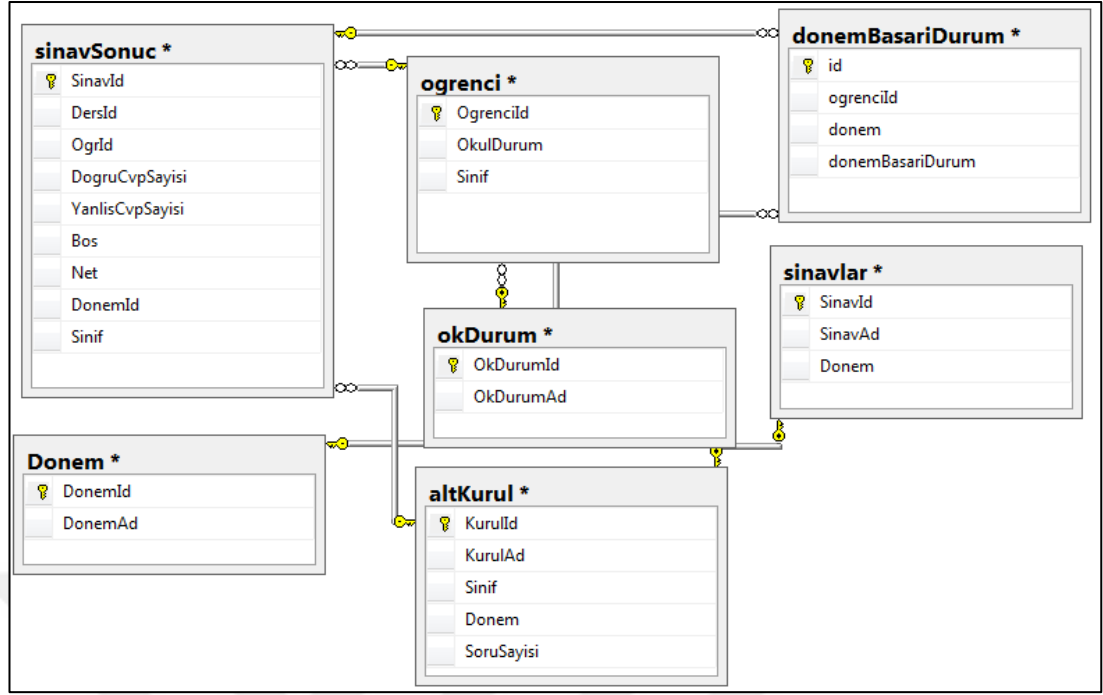 sinavSonuc *
SinavId
DersId
OgrId
DogruCvpSayisi
YanlisCvpSayisi
Bos
Net
DonemId
Sinif
ogrenci *
OgrenciId
OkulDurum
Sinif
donemBasariDurum *
id
ogrenciId
donem
donemBasariDurum
sinavlar *
SinavId
SinavAd
Donem
okDurum *
OkDurumId
OkDurumAd
Donem *
DonemId
DonemAd
altKurul *
KurulId
KurulAd
Sinif
Donem
SoruSayisi